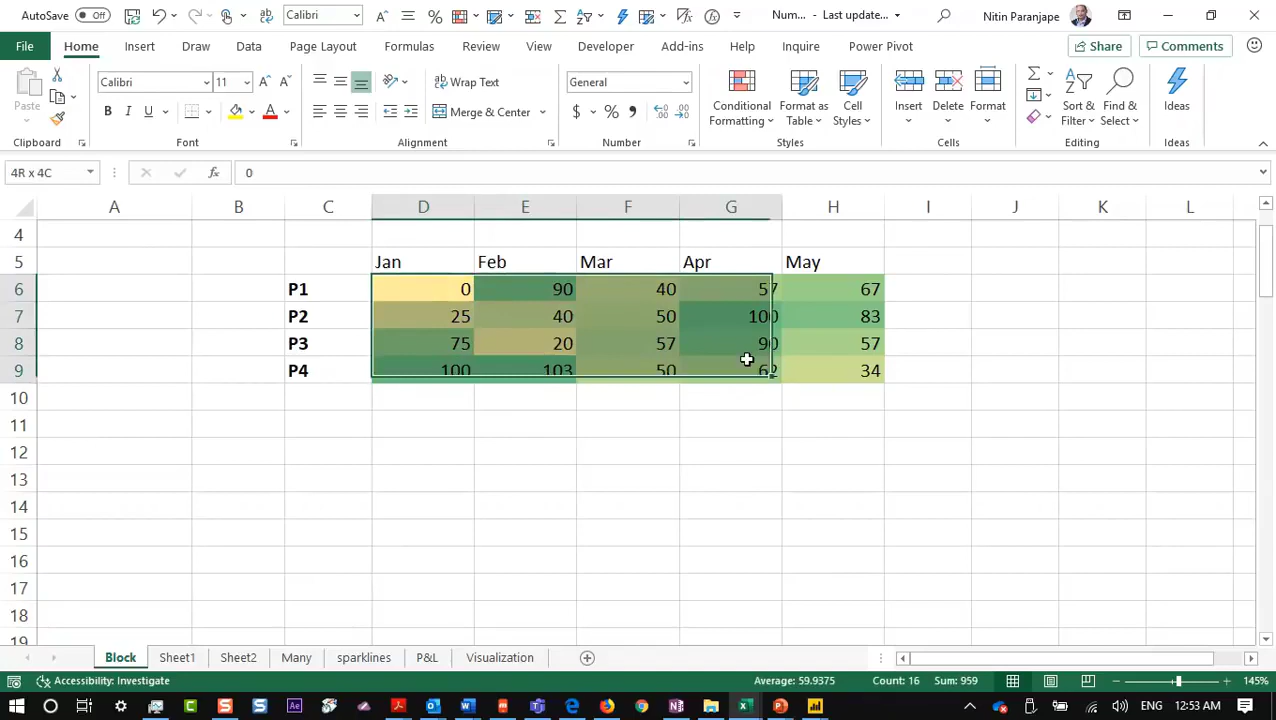 AutoSave Off Calibri Num... - Last update... Nitin Paranjape
File Home Insert Draw Data Page Layout Formulas Review View Developer Add-ins Help Inquire Power Pivot Share Comments
Paste Calibri 11 Wrap Text General Conditional Formatting Format as Table Cell Styles Insert Delete Format Sort & Filter Find & Select Ideas
B I U Merge & Center $ % 9
Clipboard Font Alignment Number Styles Cells Editing Ideas
4R x 4C fx 0
A B C D E F G H I J K L
4
5 Jan Feb Mar Apr May
6 P1 0 90 40 57 67
7 P2 25 40 50 100 83
8 P3 75 20 57 90 57
9 P4 100 103 50 62 34
10
11
12
13
14
15
16
17
18
19
Block Sheet1 Sheet2 Many sparklines P&L Visualization
Accessibility: Investigate Average: 59.9375 Count: 16 Sum: 959 145%
12:53 AM